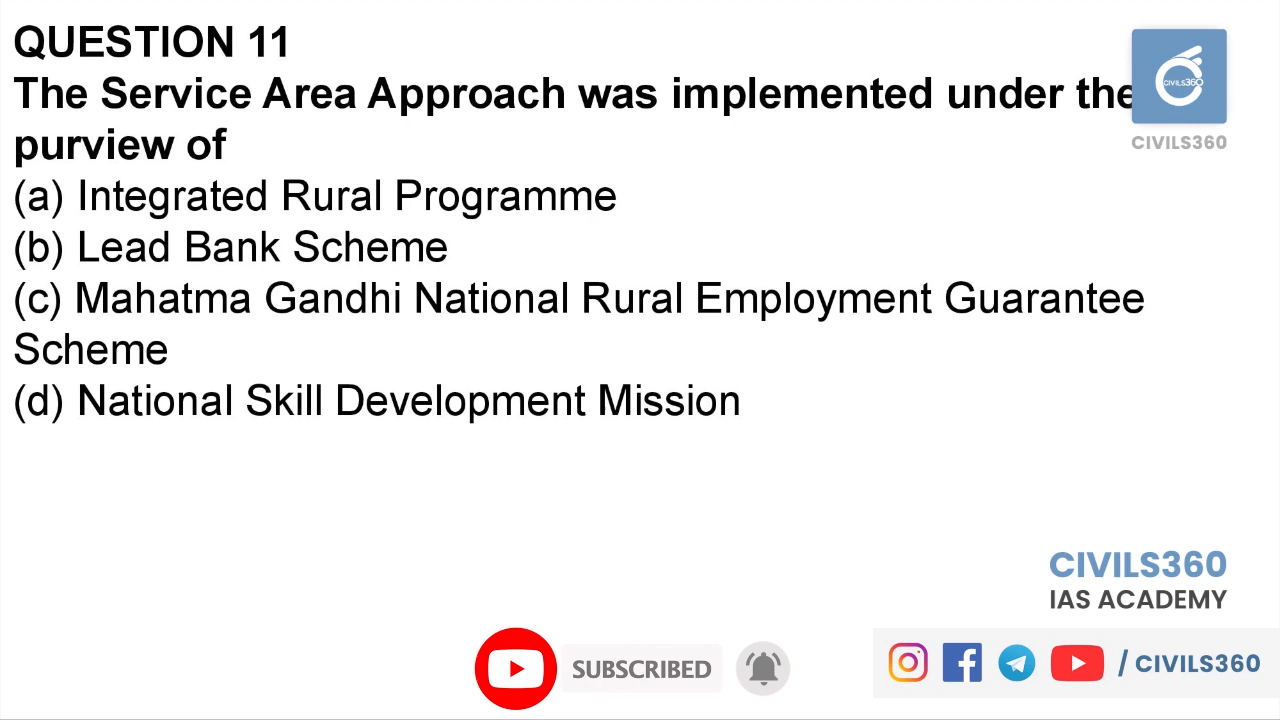 QUESTION 11
The Service Area Approach was implemented under the
purview of
(a) Integrated Rural Programme
(b) Lead Bank Scheme
(c) Mahatma Gandhi National Rural Employment Guarantee
Scheme
(d) National Skill Development Mission
CIVILS360
CIVILS360
CIVILS360
IAS ACADEMY
SUBSCRIBED
/ CIVILS360